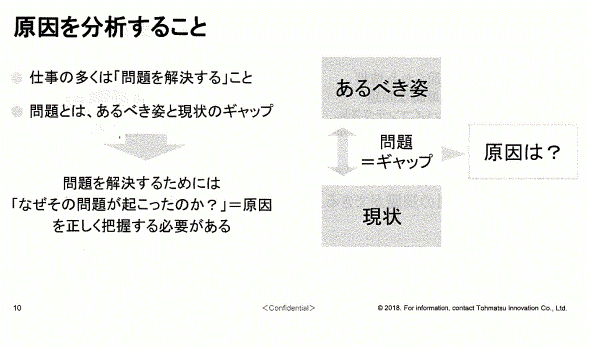 原因を分析すること
仕事の多くは「問題を解決する」こと
問題とは、あるべき姿と現状のギャップ
問題を解決するためには
「なぜその問題が起こったのか？」＝原因
を正しく把握する必要がある
あるべき姿
問題
＝ギャップ
現状
原因は？
10
＜Confidential＞
© 2018. For information, contact Tohmatsu Innovation Co., Ltd.